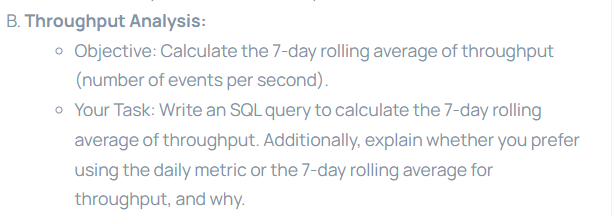 B. Throughput Analysis:
○ Objective: Calculate the 7-day rolling average of throughput
(number of events per second).
○ Your Task: Write an SQL query to calculate the 7-day rolling
average of throughput. Additionally, explain whether you prefer
using the daily metric or the 7-day rolling average for
throughput, and why.